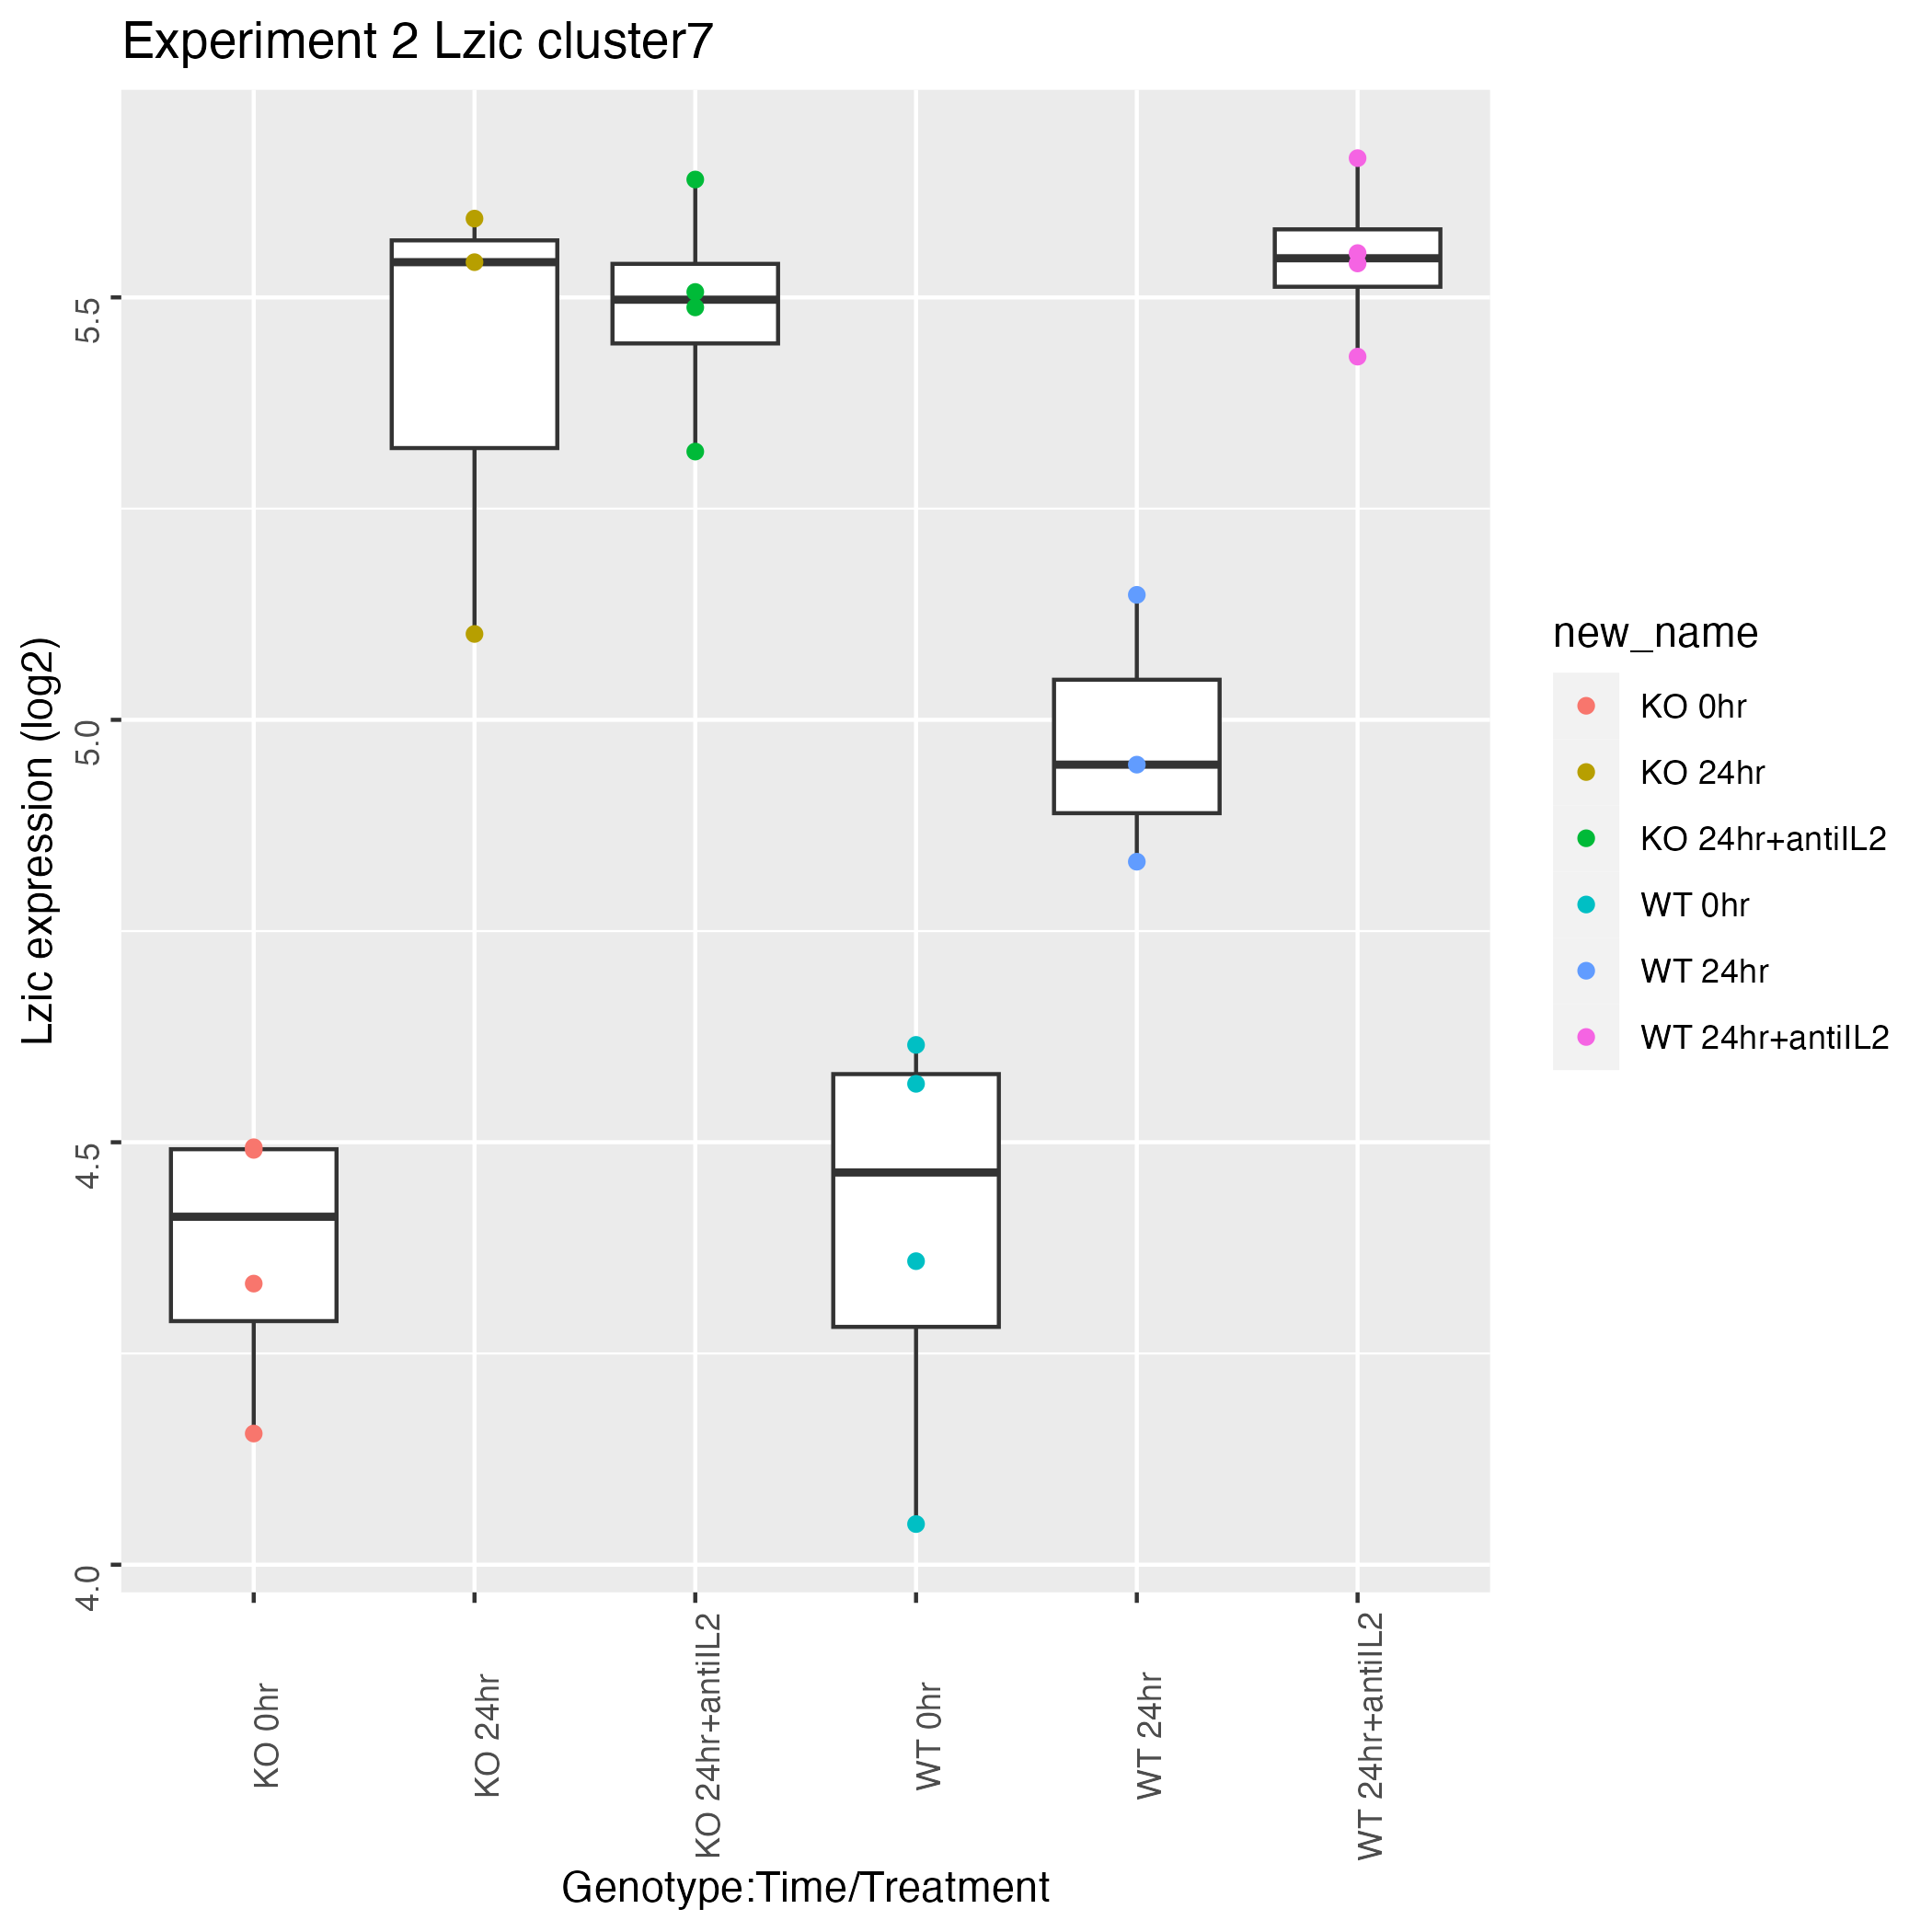 Experiment 2 Lzic cluster7
Lzic expression (log2)
5.5
5.0
4.5
4.0
KO 0hr
KO 24hr
KO 24hr+antiIL2
WT 0hr
WT 24hr
WT 24hr+antiIL2
Genotype:Time/Treatment
new_name
KO 0hr
KO 24hr
KO 24hr+antiIL2
WT 0hr
WT 24hr
WT 24hr+antiIL2